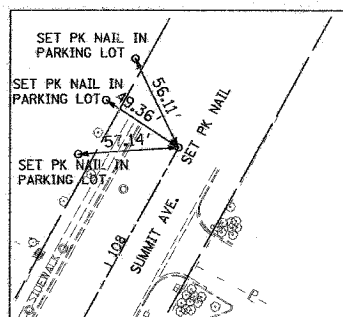 SET PK NAIL IN
PARKING LOT
SET PK NAIL IN
PARKING LOT
56.11'
49.36'
SET PK NAIL
57.14'
SET PK NAIL IN
PARKING LOT
SUMMIT AVE.
108
SIDEWALK
P